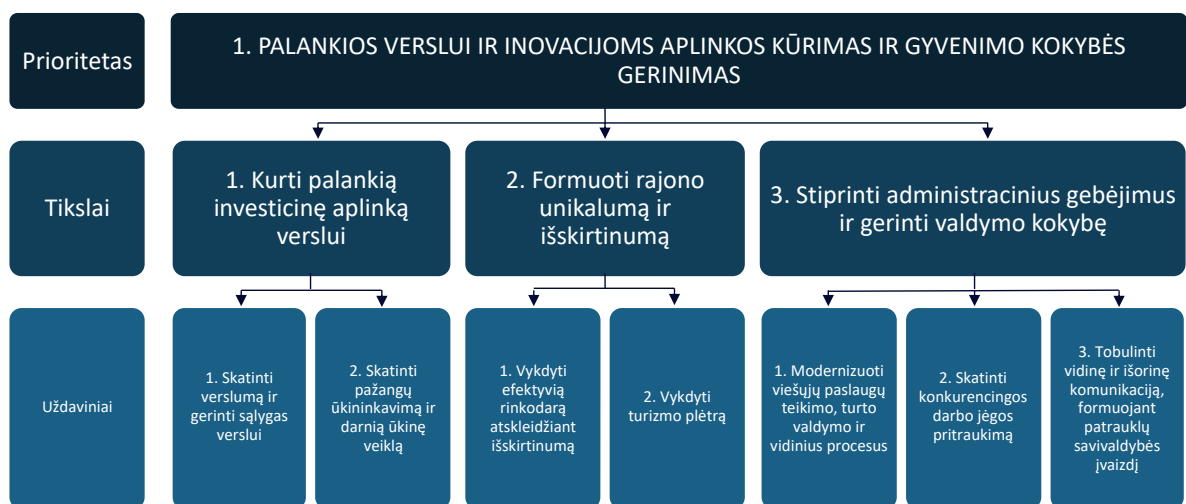 Prioritetas
1. PALANKIOS VERSLUI IR INOVACIJOMS APLINKOS KŪRIMAS IR GYVENIMO KOKYBĖS
GERINIMAS
Tikslai
1. Kurti palankią
investicinę aplinką
verslui
2. Formuoti rajono
unikalumą ir
išskirtinumą
3. Stiprinti administracinius gebėjimus
ir gerinti valdymo kokybę
Uždaviniai
1. Skatinti
verslumą ir
gerinti sąlygas
verslui
2. Skatinti
pažangų
ūkininkavimą ir
darnią ūkinę
veiklą
1. Vykdyti
efektyvią
rinkodarą
atskleidžiant
išskirtinumą
2. Vykdyti
turizmo plėtrą
1. Modernizuoti
viešųjų paslaugų
teikimo, turto
valdymo ir
vidinius procesus
2. Skatinti
konkurencingos
darbo jėgos
pritraukimą
3. Tobulinti
vidinę ir išorinę
komunikaciją,
formuojant
patrauklų
savivaldybės
įvaizdį